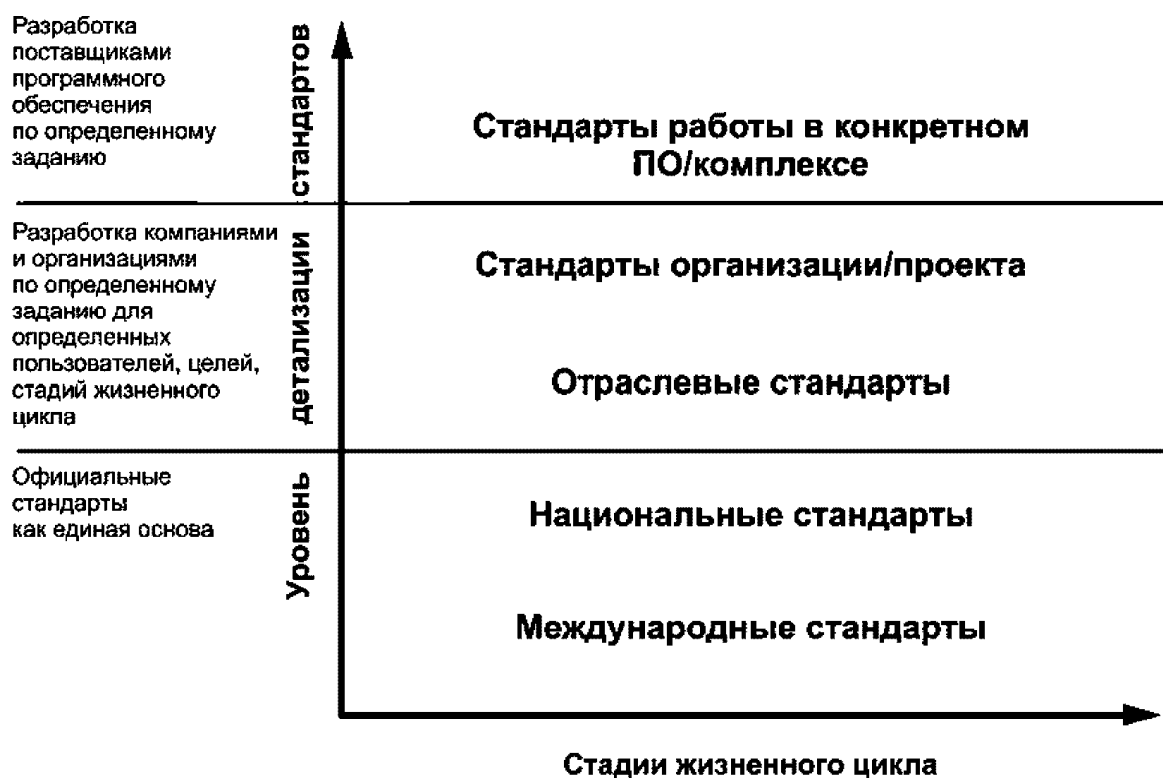 Разработка
поставщиками
программного
обеспечения
по определенному
заданию
Стандарты работы в конкретном
ПО/комплексе
Разработка компаниями
и организациями
по определенному
заданию для
определенных
пользователей, целей,
стадий жизненного
цикла
Стандарты организации/проекта
Отраслевые стандарты
Официальные
стандарты
как единая основа
Национальные стандарты
Международные стандарты
Уровень детализации стандартов
Стадии жизненного цикла